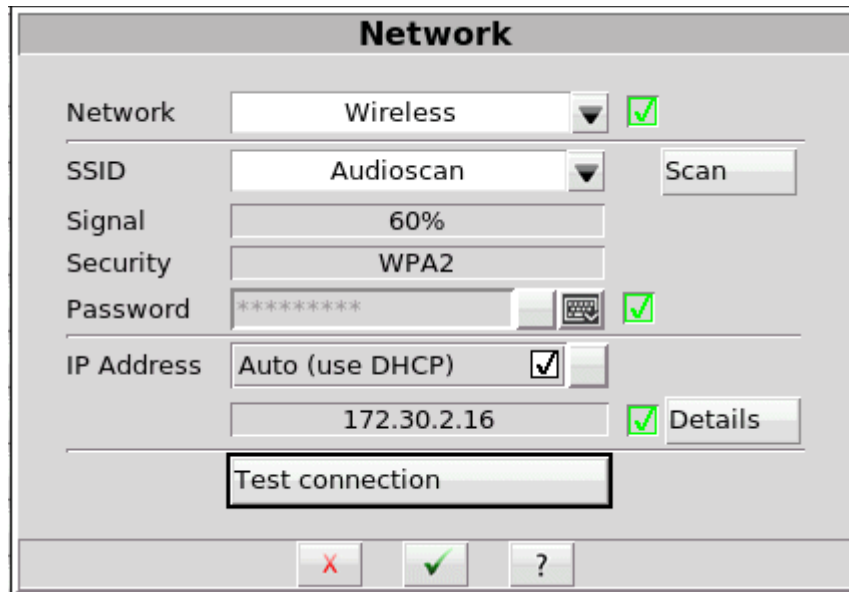 Network
Network Wireless
SSID Audioscan Scan
Signal 60%
Security WPA2
Password *********
IP Address Auto (use DHCP)
172.30.2.16 Details
Test connection
X ?